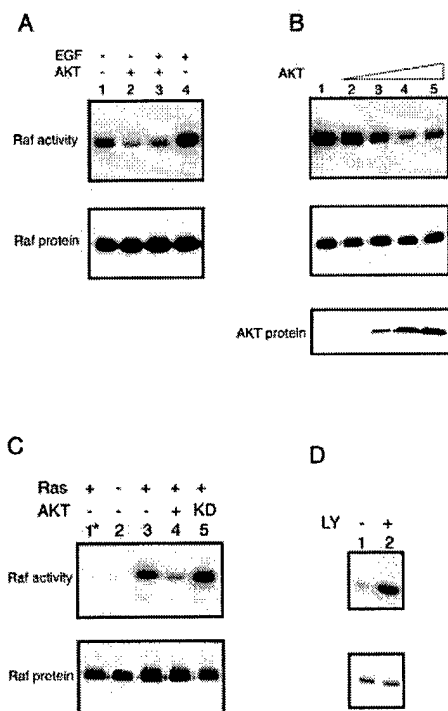 A
EGF - - + +
AKT - + + -
1 2 3 4
Raf activity
Raf protein
B
AKT
1 2 3 4 5
AKT protein
C
Ras + - + + +
AKT - - - + KD
1* 2 3 4 5
Raf activity
Raf protein
D
LY - +
1 2